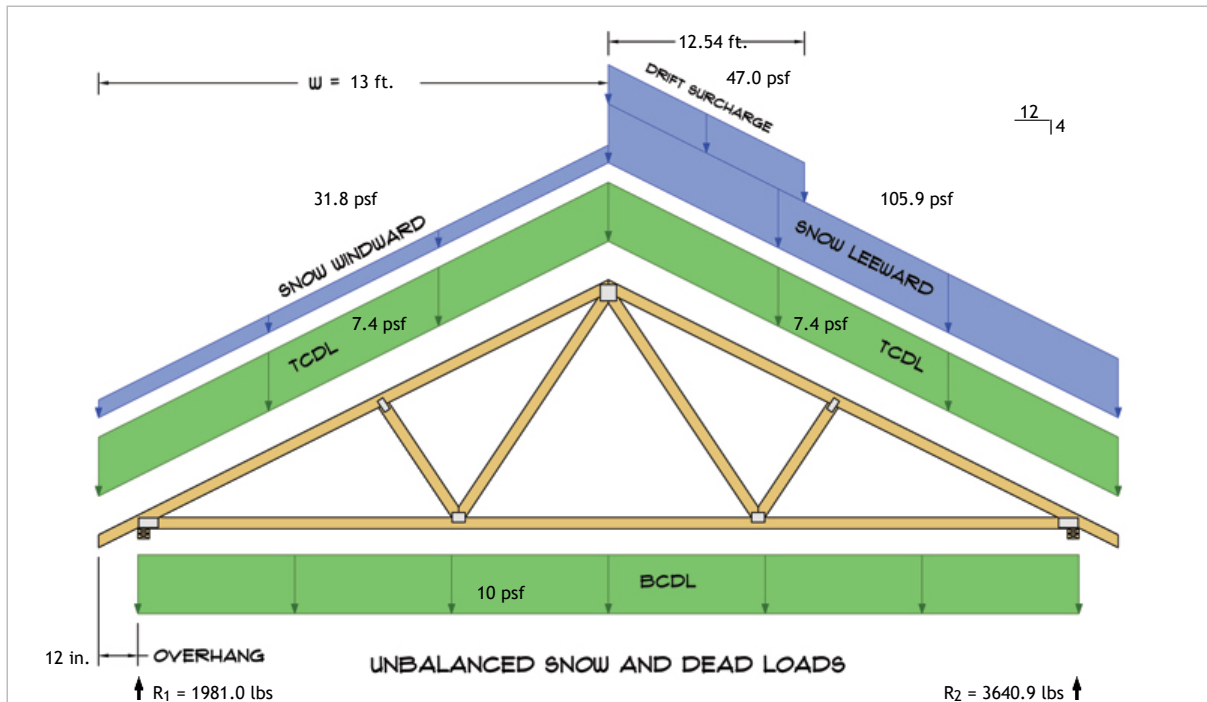 12.54 ft.
DRIFT SURCHARGE
47.0 psf
W = 13 ft.
12
4
31.8 psf
SNOW WINDWARD
105.9 psf
SNOW LEEWARD
7.4 psf
TCDL
7.4 psf
TCDL
10 psf
BCDL
12 in.
OVERHANG
UNBALANCED SNOW AND DEAD LOADS
R1 = 1981.0 lbs
R2 = 3640.9 lbs